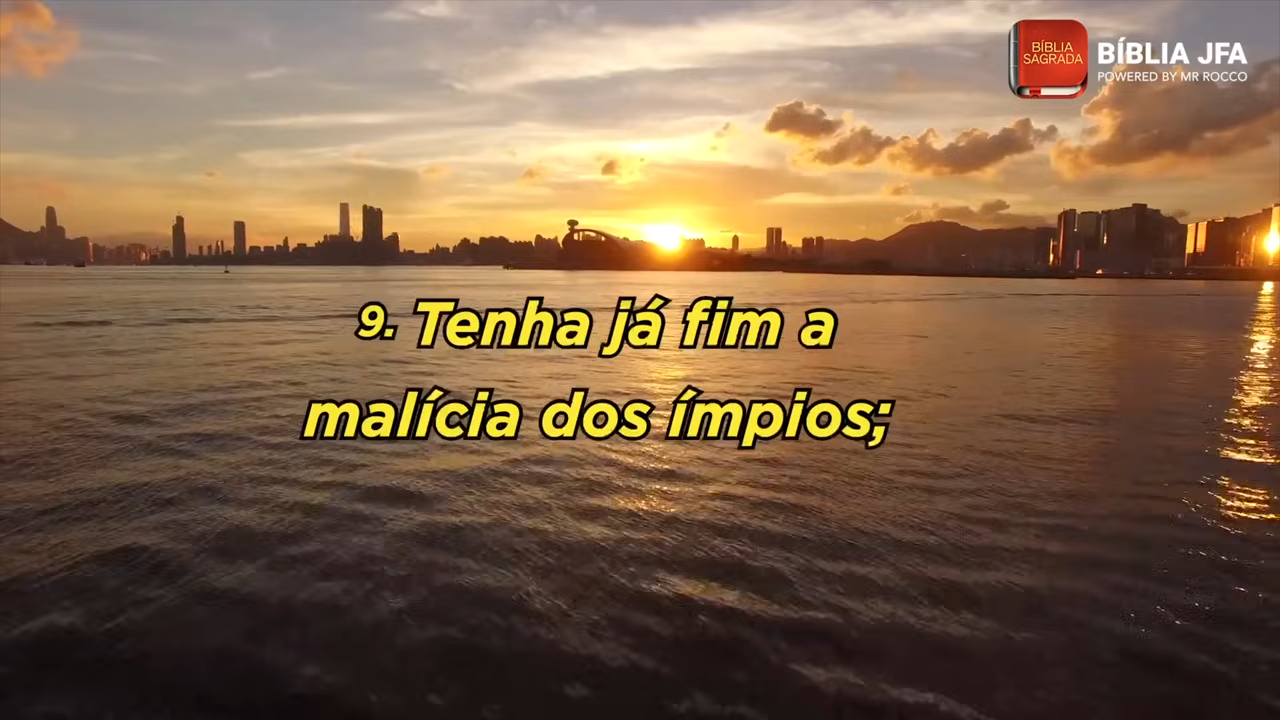 BÍBLIA
SAGRADA
BÍBLIA JFA
POWERED BY MR ROCCO
9. Tenha já fim a
malícia dos ímpios;